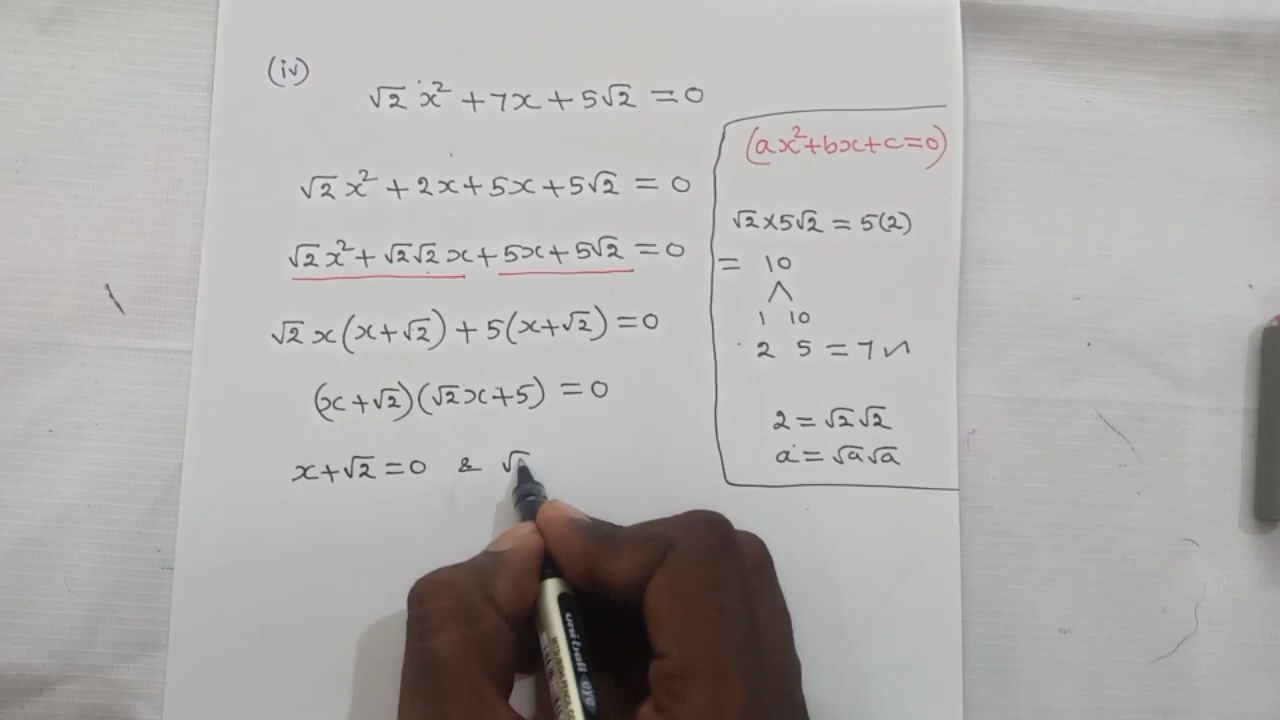 (iv)
√2 x² + 7x + 5√2 = 0
√2 x² + 2x + 5x + 5√2 = 0
√2 x² + √2√2 x + 5x + 5√2 = 0
√2 x(x+√2) + 5(x+√2) = 0
(x+√2)(√2x+5) = 0
x+√2 = 0 & √
(ax²+bx+c=0)
√2×5√2 = 5(2)
= 10
1 10
2 5 = 7
2 = √2√2
a = √a√a
uniball eye